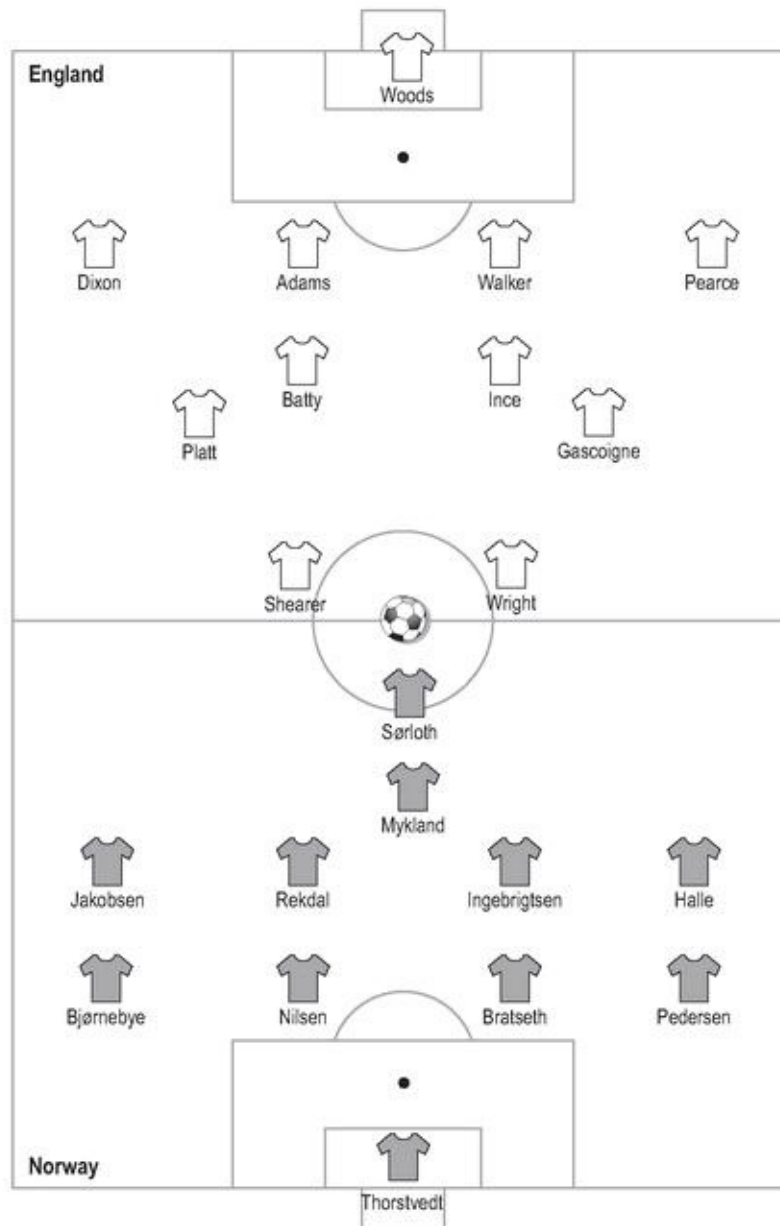 England
Woods
Dixon Adams Walker Pearce
Batty Ince
Platt Gascoigne
Shearer Wright
Sørloth
Mykland
Jakobsen Rekdal Ingebrigtsen Halle
Bjørnebye Nilsen Bratseth Pedersen
Norway
Thorstvedt